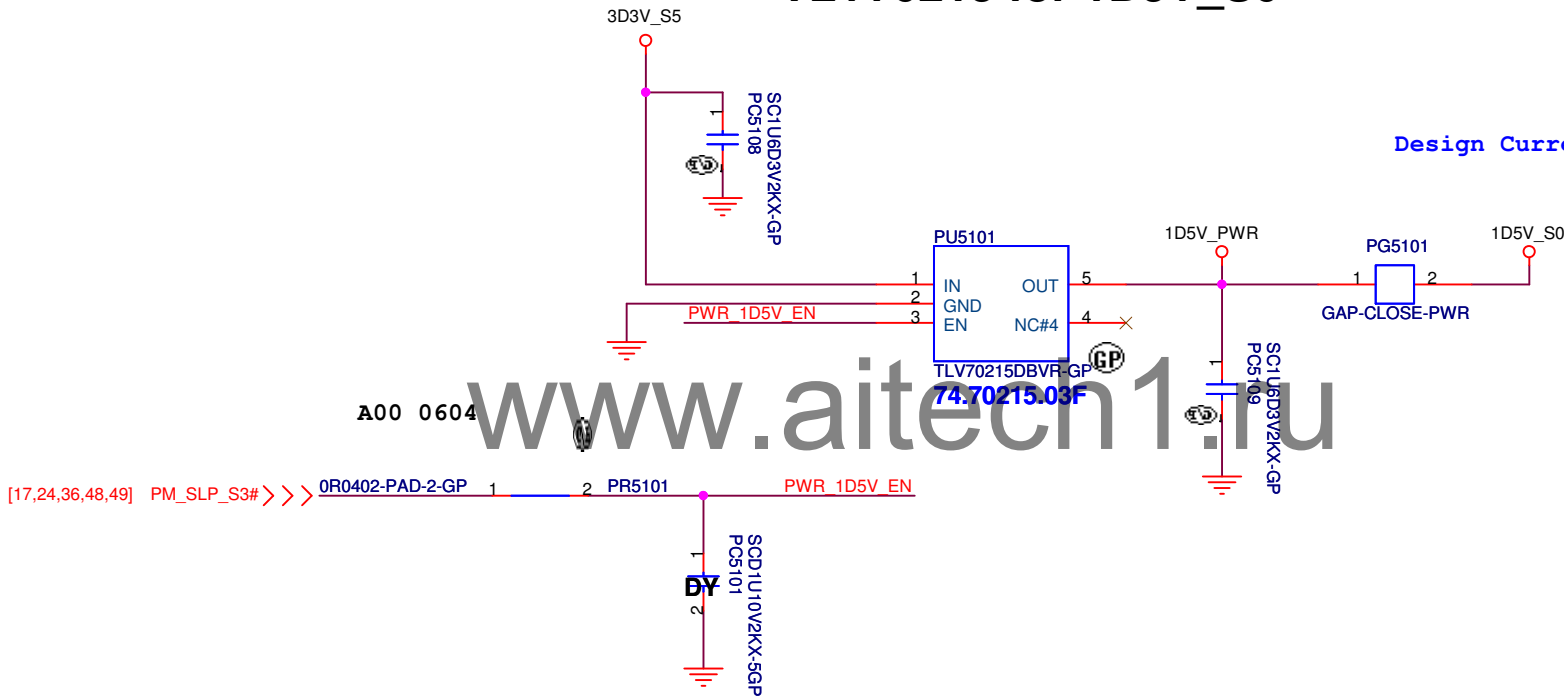 3D3V_S5
1
PC5108
SC1U6D3V2KX-GP
Design
PU5101
1D5V_PWR
PG5101
1D5V_S0
1 IN OUT 5
2 GND
PWR_1D5V_EN 3 EN NC#4 4
1 2
GAP-CLOSE-PWR
GP
TLV70215DBVR-GP
74.70215.03F
1
PC5109
SC1U6D3V2KX-GP
www.aitech1.ru
A00 0604
[17,24,36,48,49] PM_SLP_S3# 0R0402-PAD-2-GP 1 2 PR5101 PWR_1D5V_EN
1
DY
2
PC5101
SCD1U10V2KX-5GP